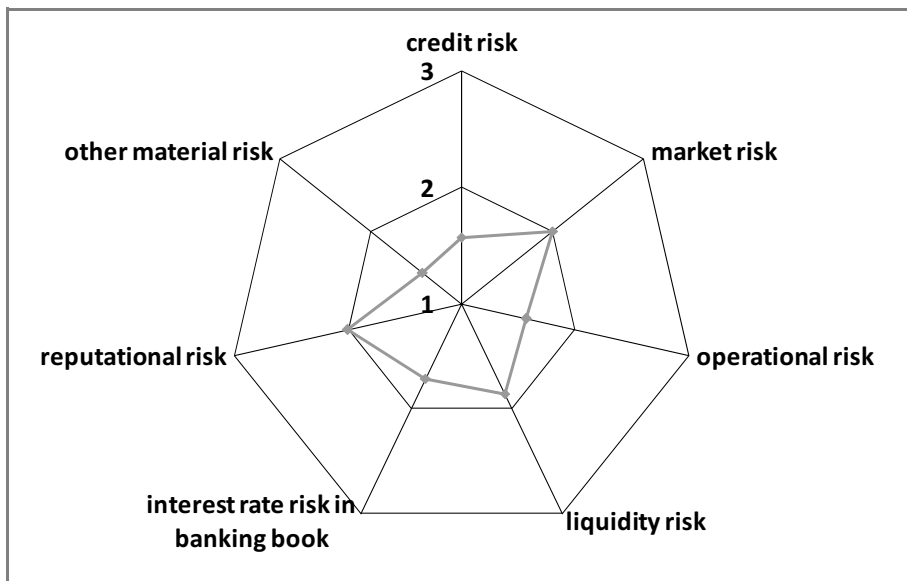 credit risk
3
other material risk
market risk
2
1
reputational risk
operational risk
interest rate risk in
banking book
liquidity risk